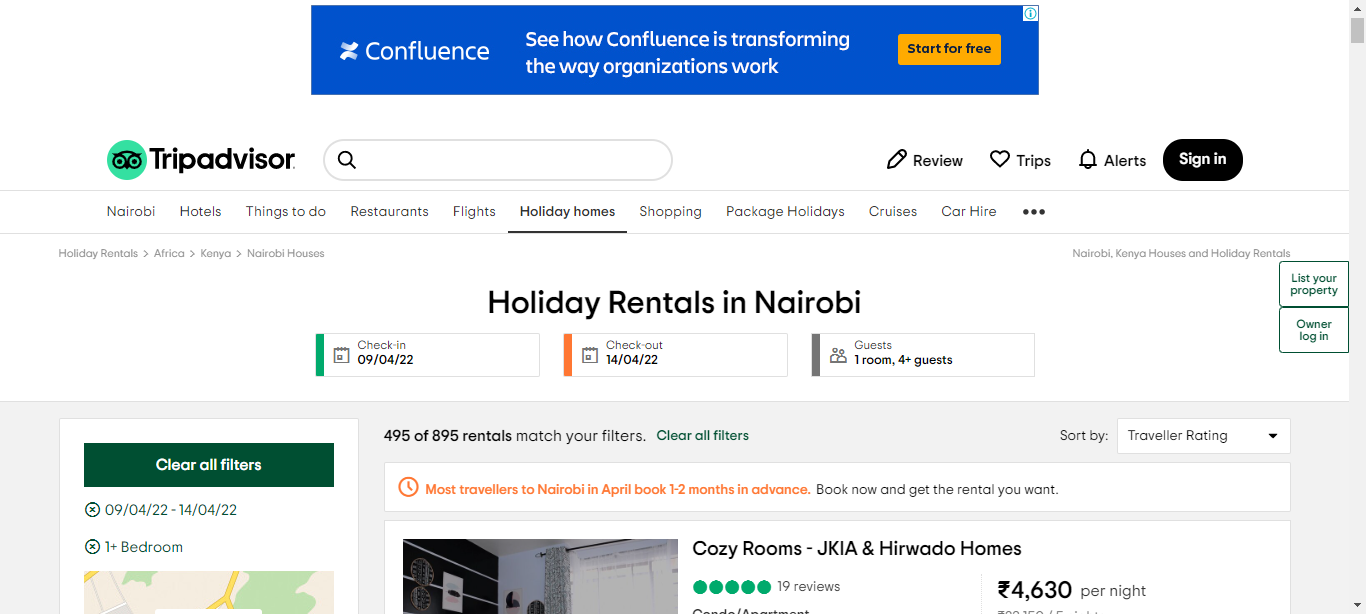 Confluence
See how Confluence is transforming
the way organizations work
Start for free
Tripadvisor
Review
Trips
Alerts
Sign in
Nairobi
Hotels
Things to do
Restaurants
Flights
Holiday homes
Shopping
Package Holidays
Cruises
Car Hire
Holiday Rentals > Africa > Kenya > Nairobi Houses
Nairobi, Kenya Houses and Holiday Rentals
List your
property
Owner
log in
Holiday Rentals in Nairobi
Check-in
09/04/22
Check-out
14/04/22
Guests
1 room, 4+ guests
Clear all filters
09/04/22 - 14/04/22
1+ Bedroom
495 of 895 rentals match your filters. Clear all filters
Sort by: Traveller Rating
Most travellers to Nairobi in April book 1-2 months in advance. Book now and get the rental you want.
Cozy Rooms - JKIA & Hirwado Homes
19 reviews
₹4,630 per night
Condo/Apartment